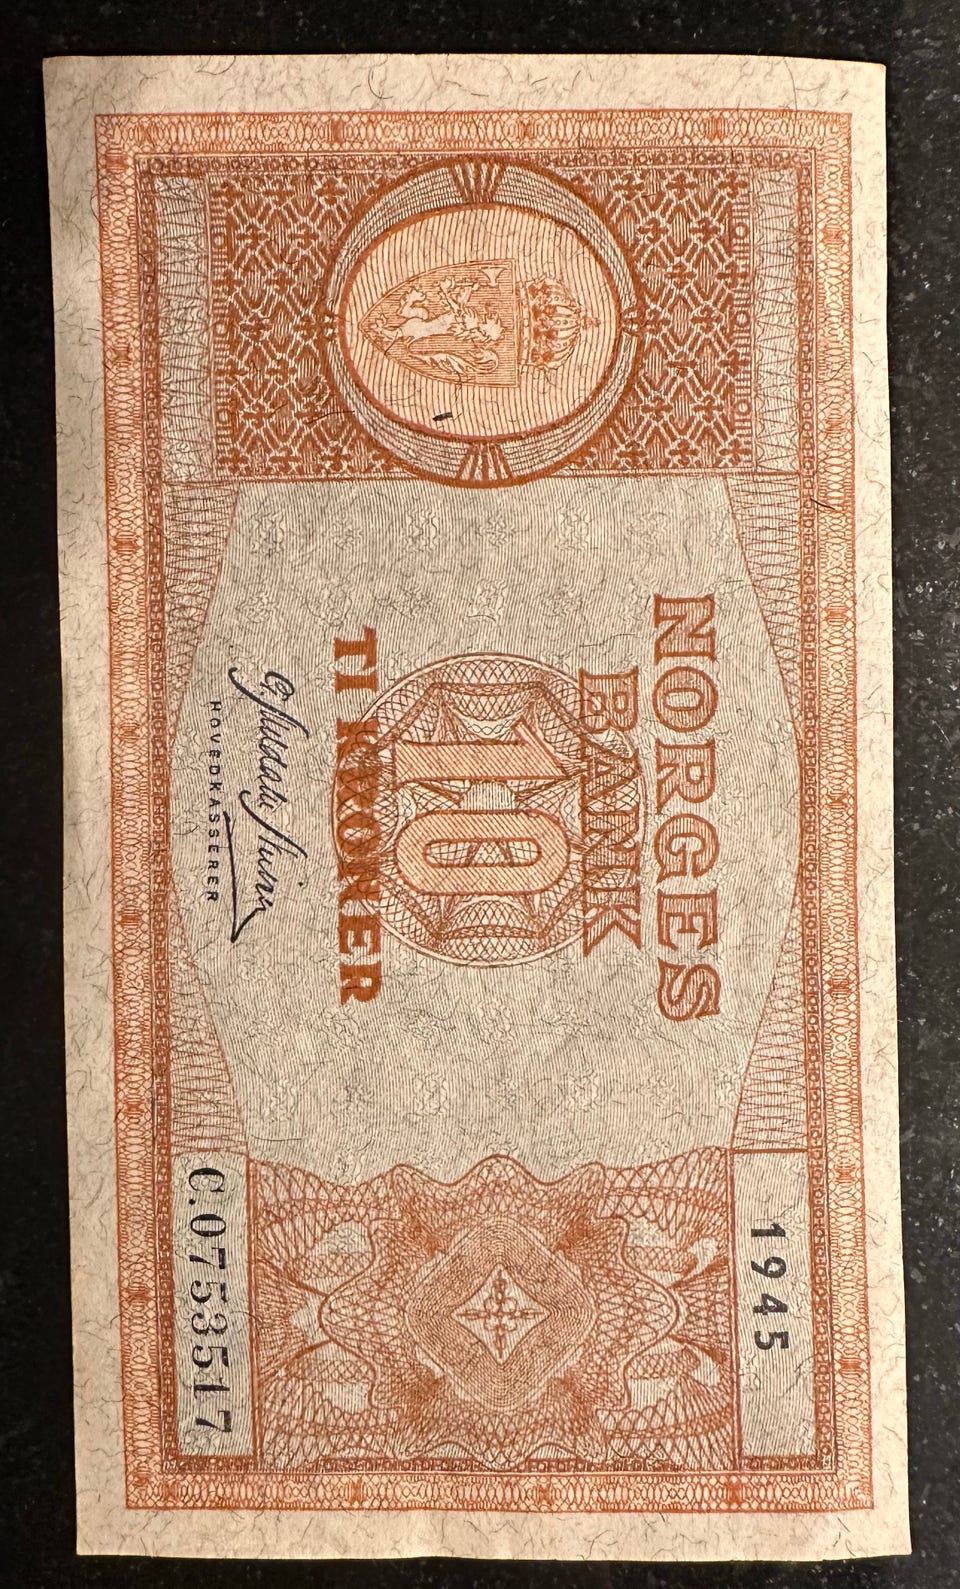 NORGES
BANK
10
TI KRONER
HOVEDKASSERER
1945
C.0753517